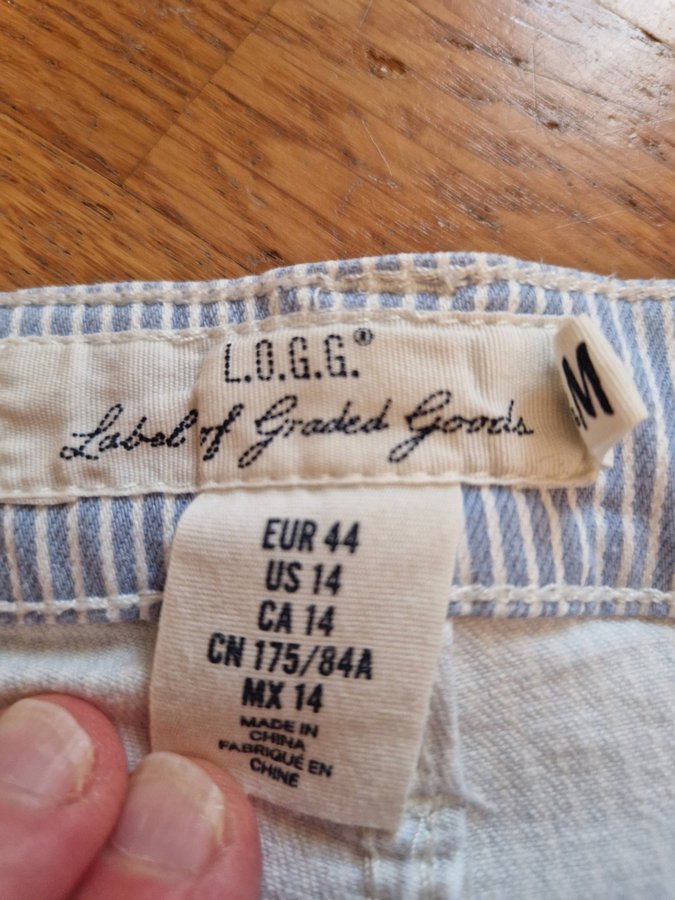 L.O.G.G.®
Label of Graded Goods
M
EUR 44
US 14
CA 14
CN 175/84A
MX 14
MADE IN
CHINA
FABRIQUÉ EN
CHINE